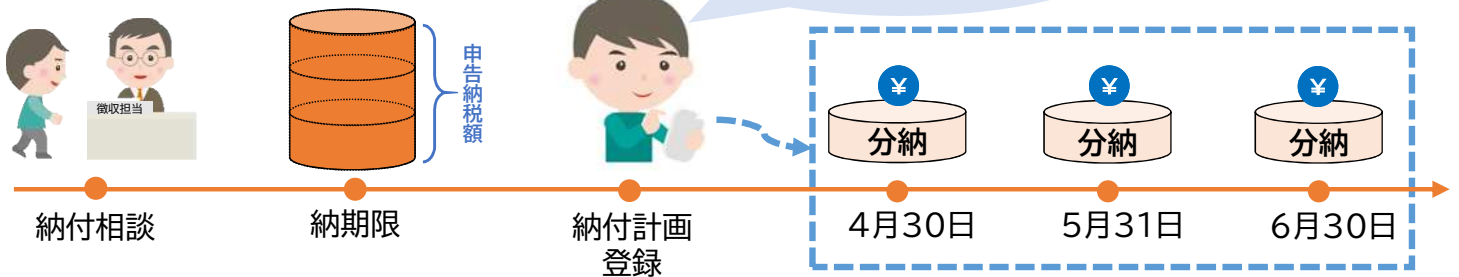 徴収担当
申告納税額
¥
¥
¥
分納
分納
分納
納付相談
納期限
納付計画
登録
4月30日
5月31日
6月30日